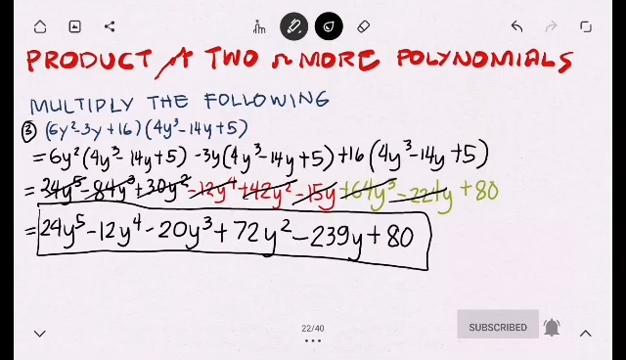 PRODUCT of TWO or MORE POLYNOMIALS
MULTIPLY THE FOLLOWING
③ (6y²-3y+16)(4y³-14y+5)
=6y²(4y³-14y+5) -3y(4y³-14y+5)+16(4y³-14y+5)
=24y⁵-84y³+30y²-12y⁴+42y²-15y+64y³-224y+80
=24y⁵-12y⁴-20y³+72y²-239y+80
22/40
SUBSCRIBED